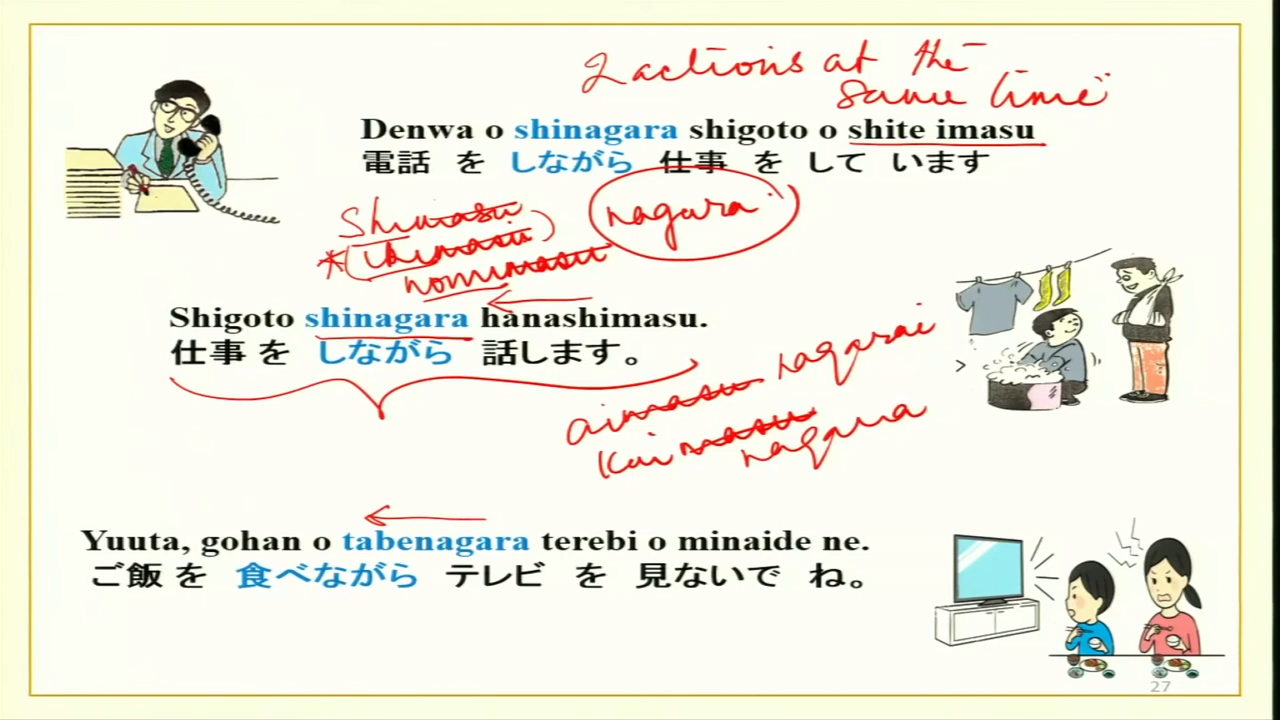 2 actions at the
same time
Denwa o shinagara shigoto o shite imasu
電話 を しながら 仕事 を して います
Shimasu
nagara
nomimasu
Shigoto shinagara hanashimasu.
仕事 を しながら 話します。
aimasu nagara
Kaimasu
nagara
Yuuta, gohan o tabenagara terebi o minaide ne.
ご飯 を 食べながら テレビ を 見ないで ね。
27